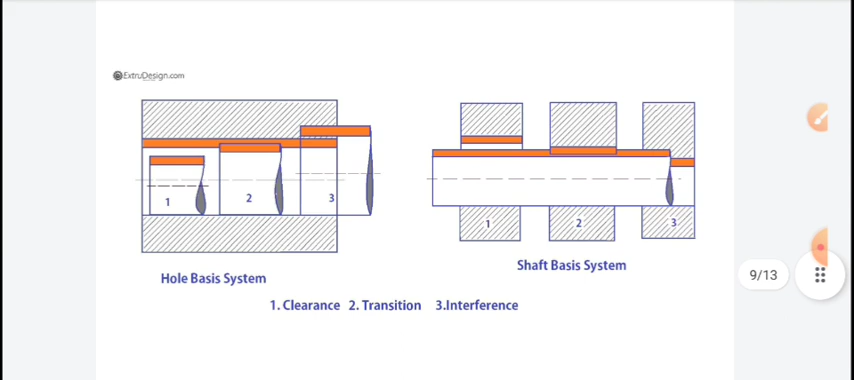 ExtruDesign.com
1
2
3
1
2
3
Hole Basis System
Shaft Basis System
1. Clearance 2. Transition 3.Interference
9/13